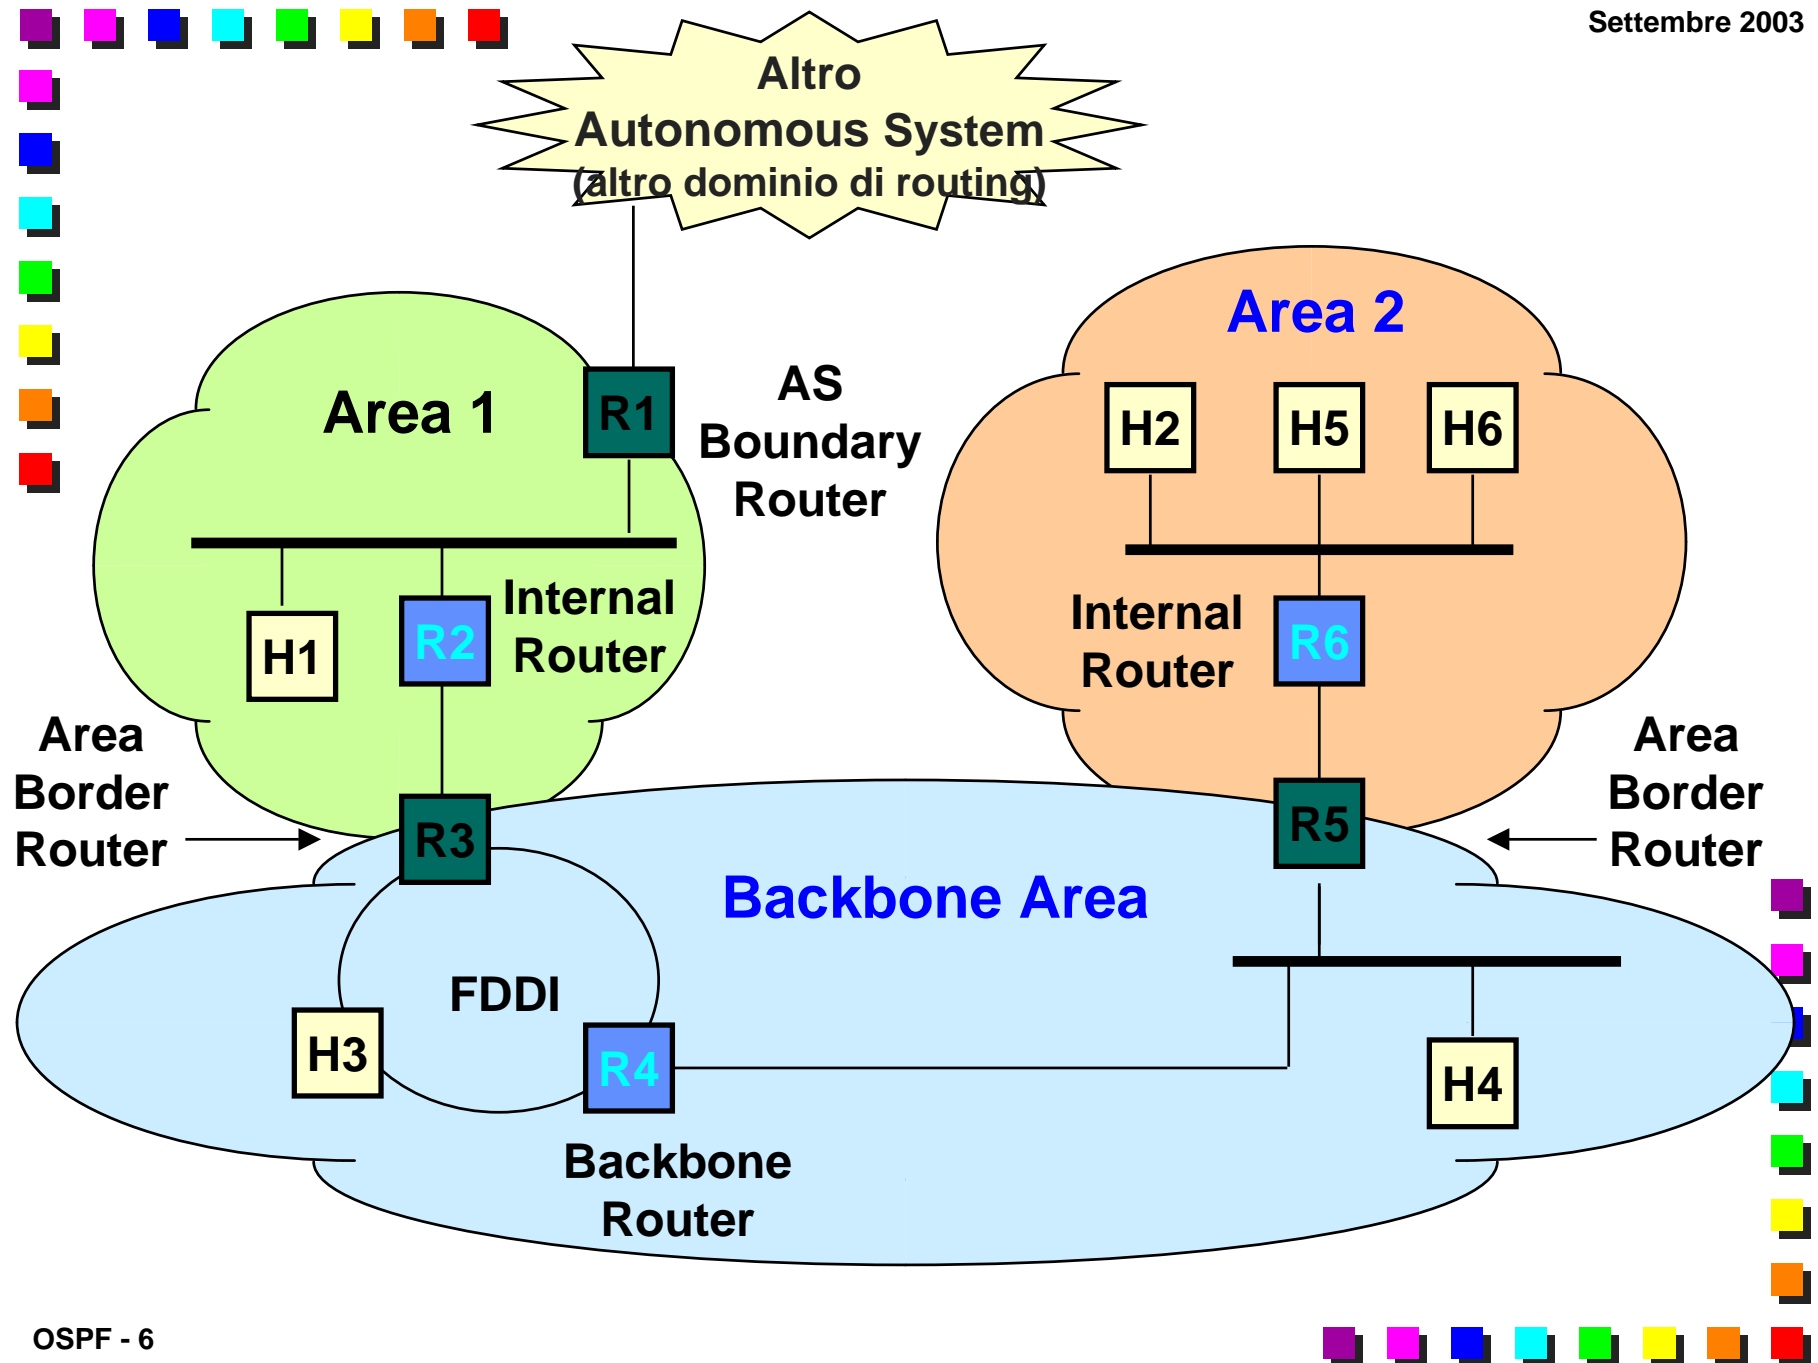 Settembre 2003
Altro
Autonomous System
(altro dominio di routing)
Area 1
R1
AS
Boundary
Router
Area 2
H2
H5
H6
Internal
Router
H1
R2
Internal
Router
R6
Area
Border
Router
R3
R5
Area
Border
Router
Backbone Area
FDDI
H3
R4
H4
Backbone
Router
OSPF - 6